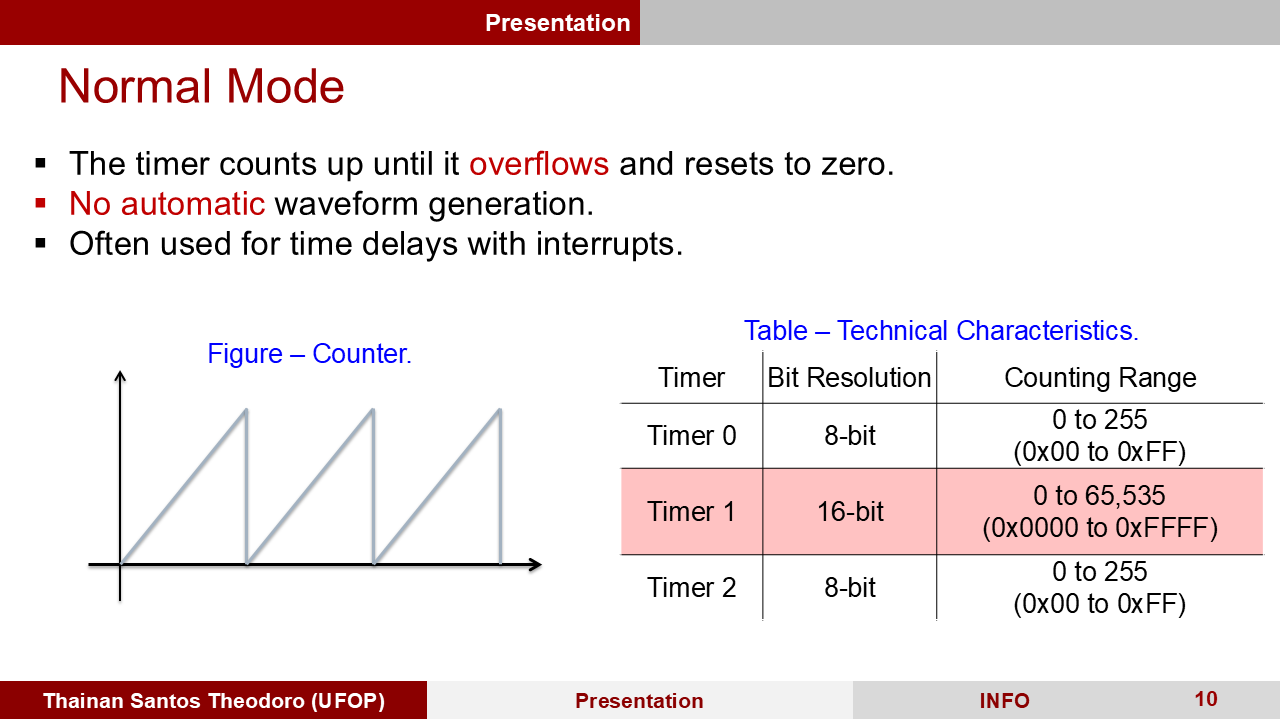 Presentation
Normal Mode
▪ The timer counts up until it overflows and resets to zero.
▪ No automatic waveform generation.
▪ Often used for time delays with interrupts.
Figure – Counter.
Table – Technical Characteristics.
Timer Bit Resolution Counting Range
Timer 0 8-bit 0 to 255
(0x00 to 0xFF)
Timer 1 16-bit 0 to 65,535
(0x0000 to 0xFFFF)
Timer 2 8-bit 0 to 255
(0x00 to 0xFF)
Thainan Santos Theodoro (UFOP) Presentation INFO 10